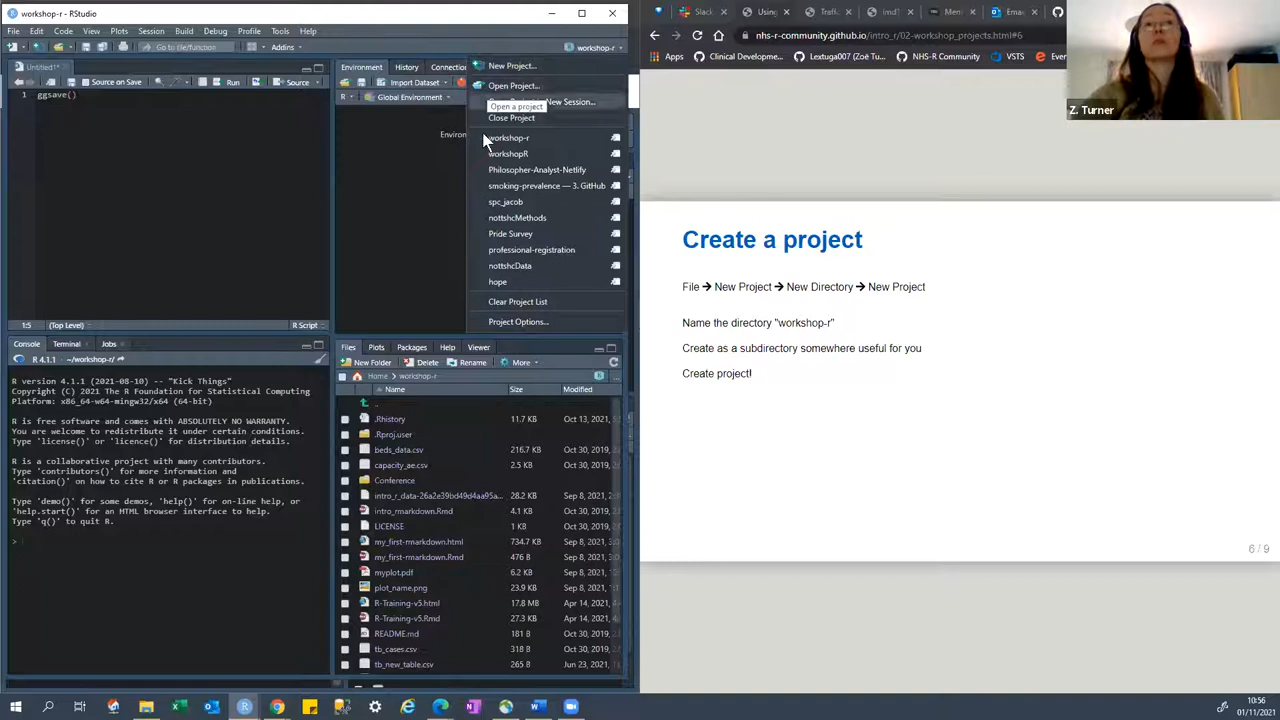 workshop-r - RStudio
File Edit Code View Plots Session Build Debug Profile Tools Help
Go to file/function Addins workshop-r
Untitled1*
Source on Save Run Source
1 ggsave()
1:5 (Top Level) R Script
Console Terminal Jobs
R 4.1.1 · ~/workshop-r/
R version 4.1.1 (2021-08-10) -- "Kick Things"
Copyright (C) 2021 The R Foundation for Statistical Computing
Platform: x86_64-w64-mingw32/x64 (64-bit)
R is free software and comes with ABSOLUTELY NO WARRANTY.
You are welcome to redistribute it under certain conditions.
Type 'license()' or 'licence()' for distribution details.
R is a collaborative project with many contributors.
Type 'contributors()' for more information and
'citation()' on how to cite R or R packages in publications.
Type 'demo()' for some demos, 'help()' for on-line help, or
'help.start()' for an HTML browser interface to help.
Type 'q()' to quit R.
>
Environment History Connection
Import Dataset
R Global Environment
Environ
New Project...
Open Project...
New Session...
Open a project
Close Project
workshop-r
workshopR
Philosopher-Analyst-Netlify
smoking-prevalence — 3. GitHub
spc_jacob
nottshcMethods
Pride Survey
professional-registration
nottshcData
hope
Clear Project List
Project Options...
Files Plots Packages Help Viewer
New Folder Delete Rename More
Home workshop-r
Name Size Modified
..
.Rhistory 11.7 KB Oct 13, 2021,
.Rproj.user
beds_data.csv 216.7 KB Oct 30, 2019,
capacity_ae.csv 2.5 KB Oct 30, 2019,
Conference
intro_r_data-26a2e39bd49d4aa95a... 28.2 KB Sep 8, 2021,
intro_rmarkdown.Rmd 4.1 KB Oct 30, 2019,
LICENSE 1 KB Oct 30, 2019,
my_first-rmarkdown.html 734.7 KB Sep 8, 2021,
my_first-rmarkdown.Rmd 476 B Sep 8, 2021,
myplot.pdf 6.2 KB Sep 8, 2021,
plot_name.png 23.9 KB Sep 8, 2021,
R-Training-v5.html 17.8 MB Apr 14, 2021,
R-Training-v5.Rmd 27.3 KB Apr 14, 2021,
README.md 181 B Oct 30, 2019,
tb_cases.csv 318 B Oct 30, 2019,
tb_new_table.csv 265 B Jun 23, 2021,
Slack Using Traffi imd? Men Emai
nhs-r-community.github.io/intro_r/02-workshop_projects.html#6
Apps Clinical Developmen... Lextuga007 (Zoë Tu... NHS-R Community VSTS Ever
Z. Turner
Create a project
File → New Project → New Directory → New Project
Name the directory "workshop-r"
Create as a subdirectory somewhere useful for you
Create project!
6 / 9
10:56
01/11/2021